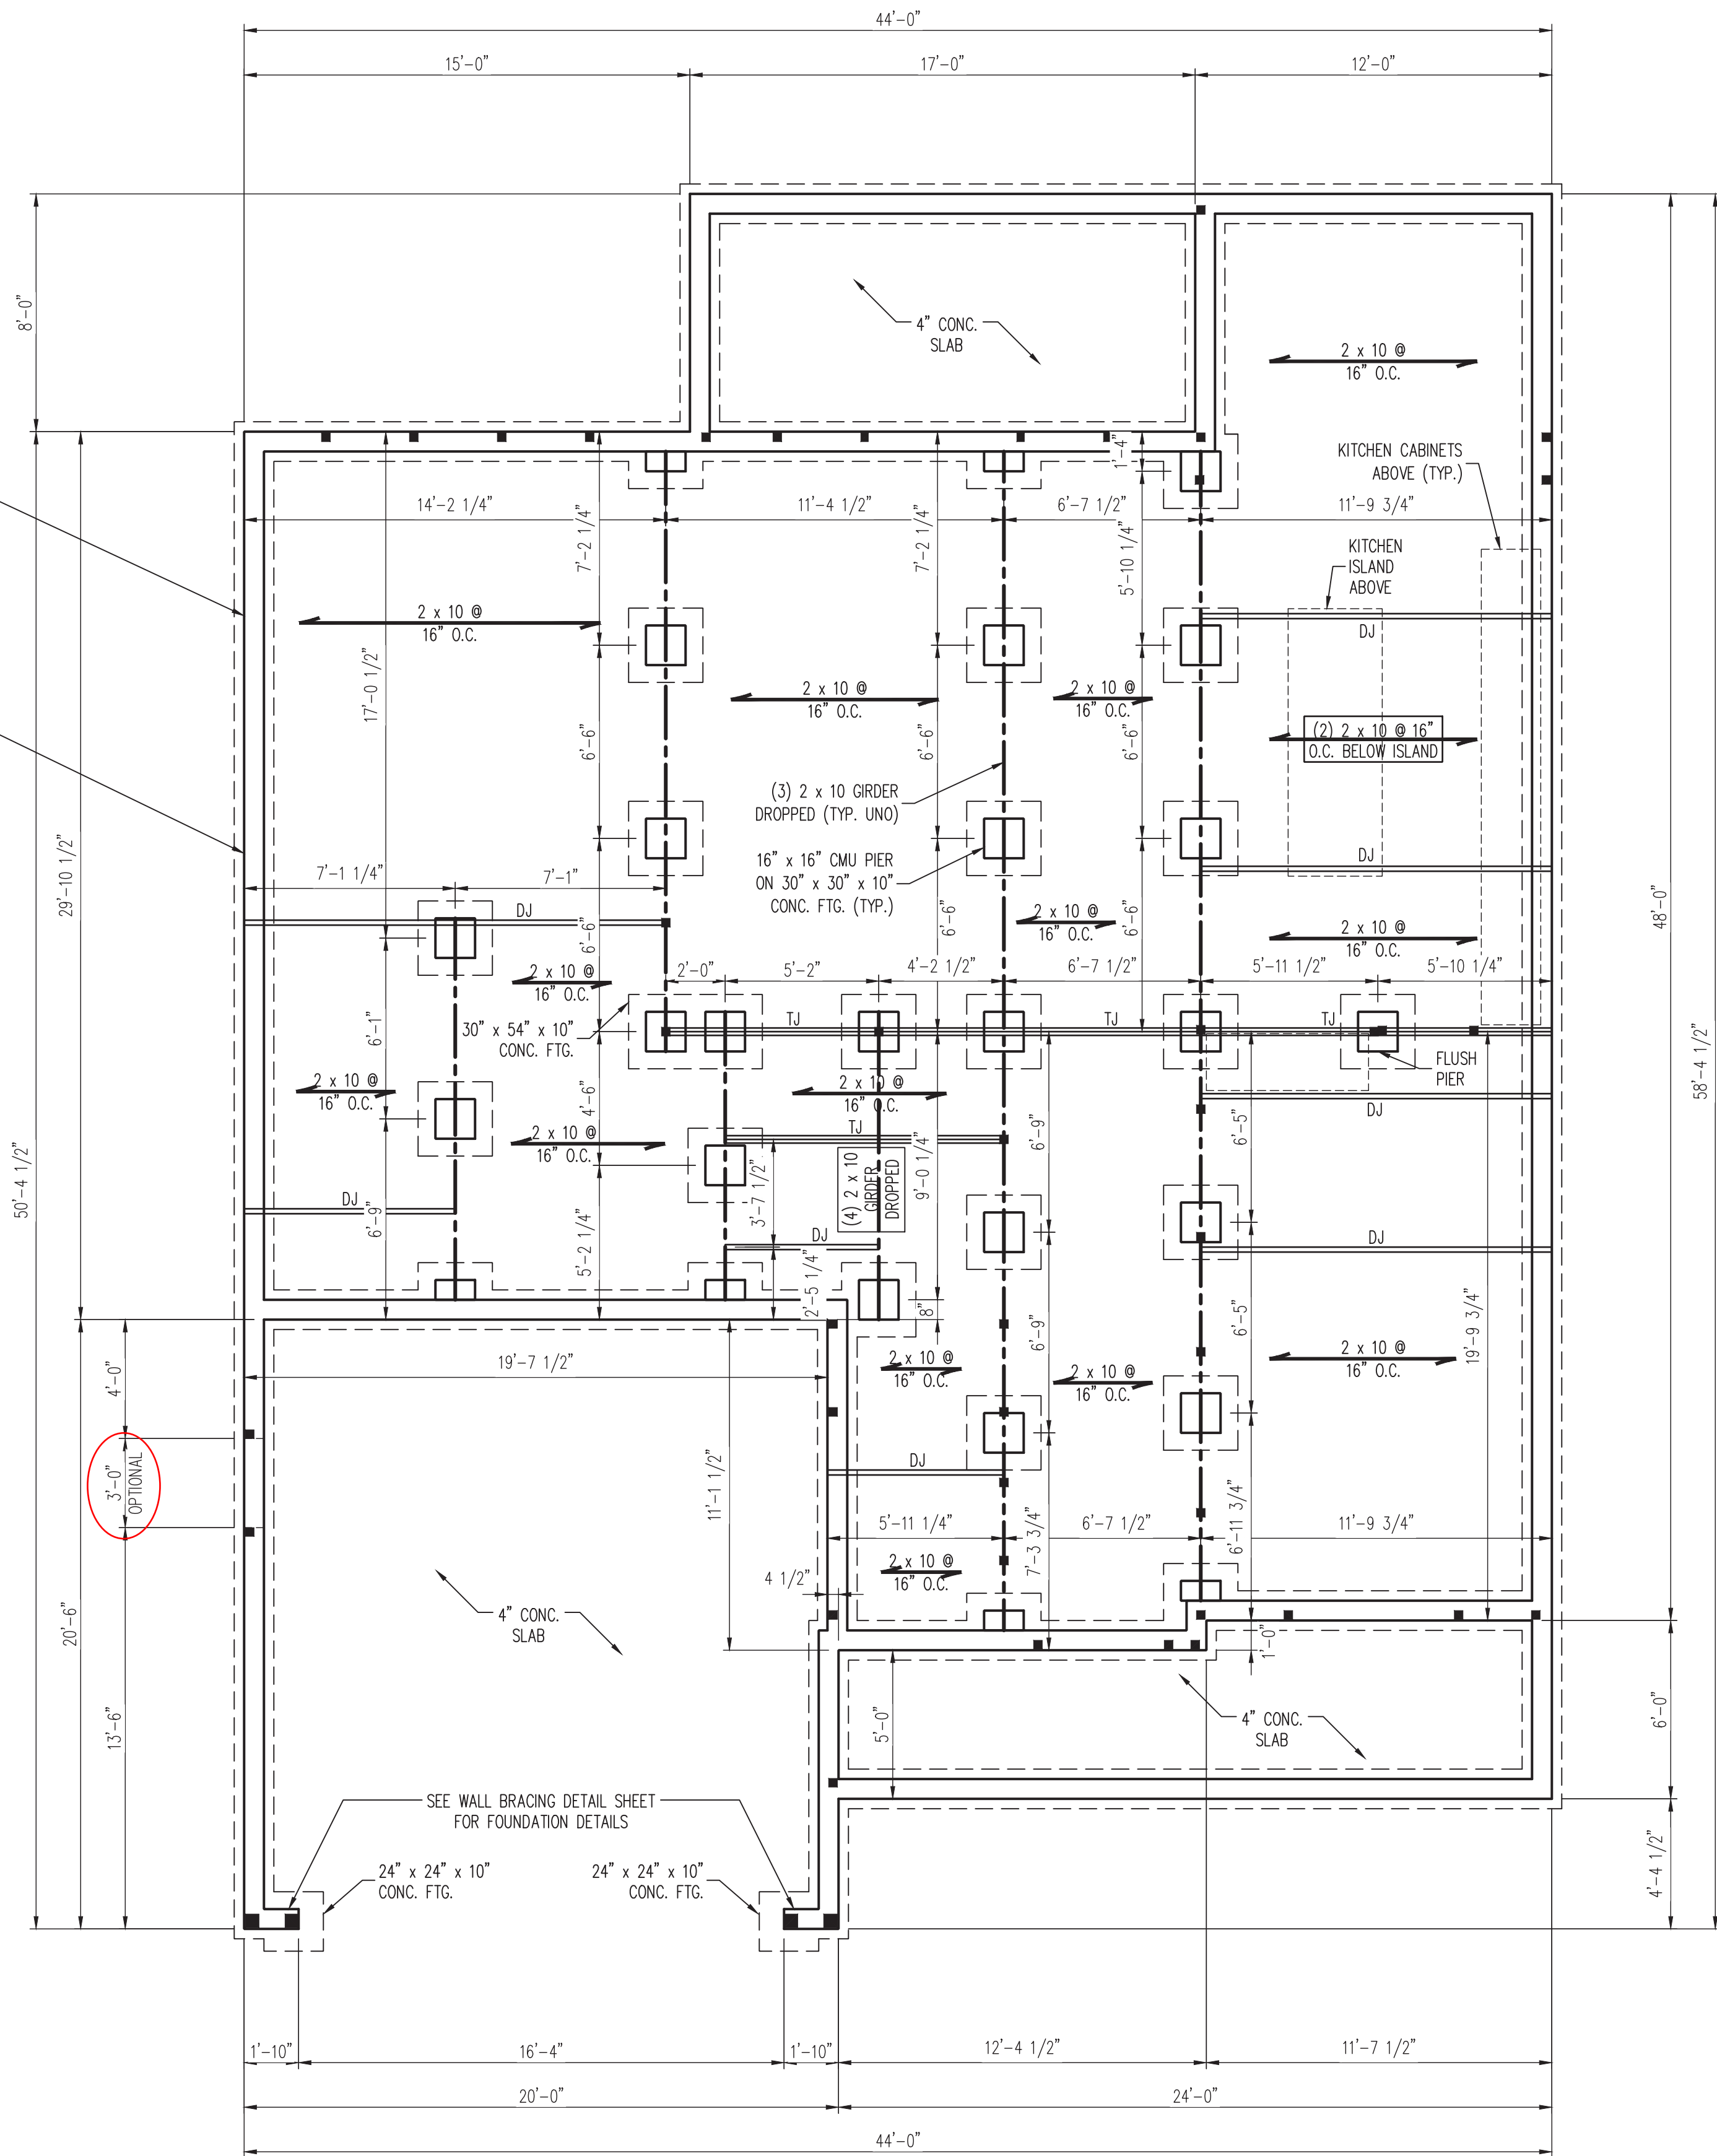 44'-0"
15'-0"
17'-0"
12'-0"
8'-0"
4" CONC.
SLAB
2 x 10 @
16" O.C.
1'-4"
KITCHEN CABINETS
ABOVE (TYP.)
14'-2 1/4"
11'-4 1/2"
6'-7 1/2"
11'-9 3/4"
7'-2 1/4"
7'-2 1/4"
5'-10 1/4"
KITCHEN
ISLAND
ABOVE
2 x 10 @
16" O.C.
DJ
17'-0 1/2"
2 x 10 @
16" O.C.
2 x 10 @
16" O.C.
6'-6"
6'-6"
6'-6"
(2) 2 x 10 @ 16"
O.C. BELOW ISLAND
(3) 2 x 10 GIRDER
DROPPED (TYP. UNO)
16" x 16" CMU PIER
ON 30" x 30" x 10"
CONC. FTG. (TYP.)
DJ
29'-10 1/2"
7'-1 1/4"
7'-1"
DJ
6'-6"
6'-6"
2 x 10 @
16" O.C.
6'-6"
2 x 10 @
16" O.C.
48'-0"
2 x 10 @
16" O.C.
2'-0"
5'-2"
4'-2 1/2"
6'-7 1/2"
5'-11 1/2"
5'-10 1/4"
6'-1"
30" x 54" x 10"
CONC. FTG.
TJ
TJ
TJ
FLUSH
PIER
58'-4 1/2"
2 x 10 @
16" O.C.
4'-6"
2 x 10 @
16" O.C.
DJ
2 x 10 @
16" O.C.
TJ
6'-9"
6'-5"
50'-4 1/2"
DJ
6'-9"
5'-2 1/4"
3'-7 1/2"
(4) 2 x 10
GIRDER
DROPPED
9'-0 1/4"
DJ
DJ
2'-5 1/4"
8"
6'-9"
6'-5"
19'-9 3/4"
4'-0"
19'-7 1/2"
2 x 10 @
16" O.C.
2 x 10 @
16" O.C.
2 x 10 @
16" O.C.
3'-0"
OPTIONAL
11'-1 1/2"
DJ
5'-11 1/4"
6'-7 1/2"
11'-9 3/4"
7'-3 3/4"
6'-11 3/4"
4 1/2"
2 x 10 @
16" O.C.
20'-6"
4" CONC.
SLAB
1'-0"
13'-6"
5'-0"
4" CONC.
SLAB
6'-0"
SEE WALL BRACING DETAIL SHEET
FOR FOUNDATION DETAILS
24" x 24" x 10"
CONC. FTG.
24" x 24" x 10"
CONC. FTG.
4'-4 1/2"
1'-10"
16'-4"
1'-10"
12'-4 1/2"
11'-7 1/2"
20'-0"
24'-0"
44'-0"